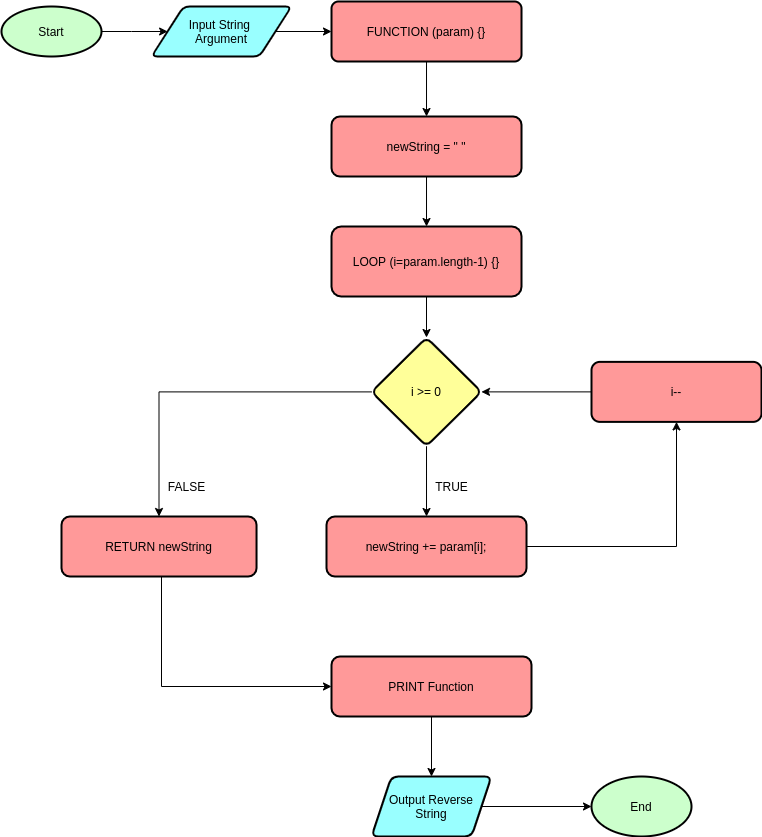 Start
Input String
Argument
FUNCTION (param) {}
newString = " "
LOOP (i=param.length-1) {}
i >= 0
i--
FALSE
TRUE
RETURN newString
newString += param[i];
PRINT Function
Output Reverse
String
End